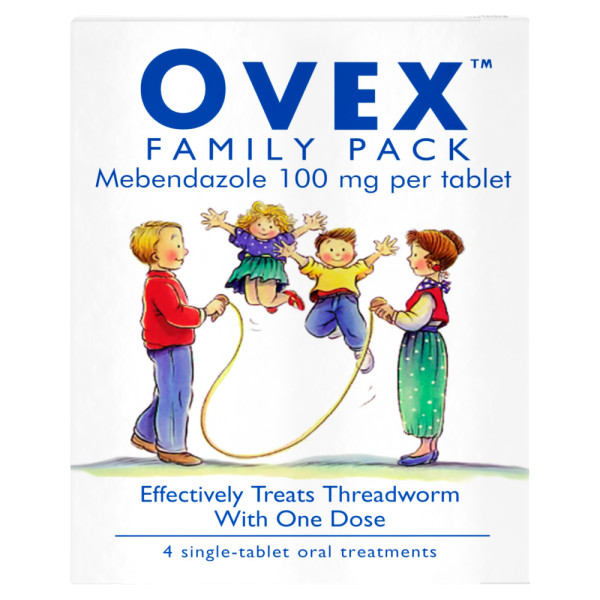 OVEX™
FAMILY PACK
Mebendazole 100 mg per tablet
Effectively Treats Threadworm
With One Dose
4 single-tablet oral treatments